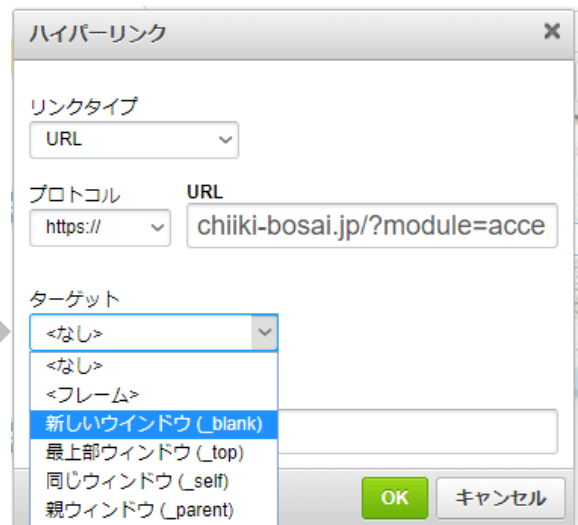 ハイパーリンク
リンクタイプ
URL
プロトコル URL
https:// chiiki-bosai.jp/?module=acce
ターゲット
<なし>
<なし>
<フレーム>
新しいウインドウ (_blank)
最上部ウィンドウ (_top)
同じウィンドウ (_self)
親ウィンドウ (_parent)
OK キャンセル